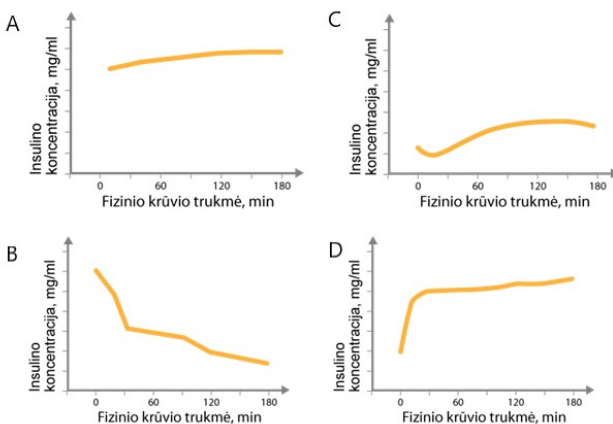 A
Insulino
koncentracija, mg/ml
0 60 120 180
Fizinio krūvio trukmė, min
C
Insulino
koncentracija, mg/ml
0 60 120 180
Fizinio krūvio trukmė, min
B
Insulino
koncentracija, mg/ml
0 60 120 180
Fizinio krūvio trukmė, min
D
Insulino
koncentracija, mg/ml
0 60 120 180
Fizinio krūvio trukmė, min